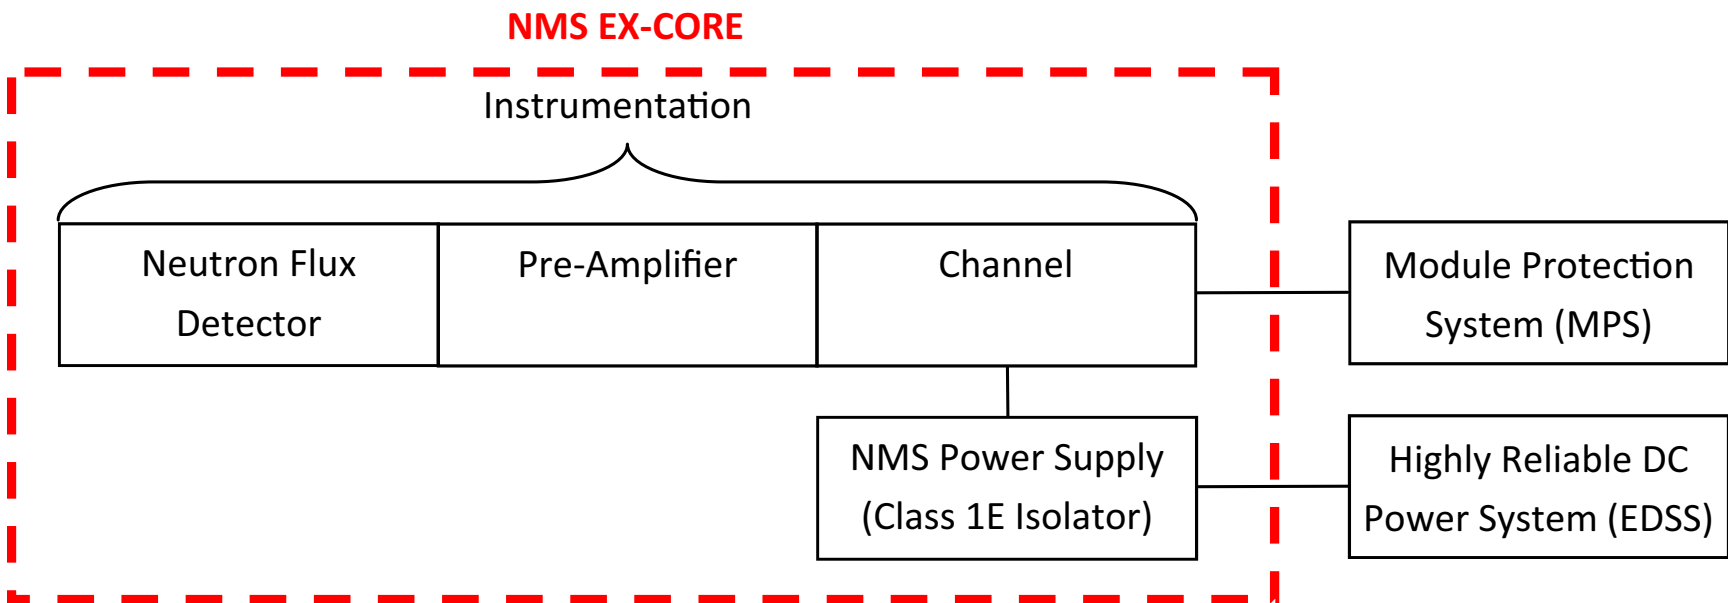 NMS EX-CORE
Instrumentation
Neutron Flux
Detector
Pre-Amplifier
Channel
Module Protection
System (MPS)
NMS Power Supply
(Class 1E Isolator)
Highly Reliable DC
Power System (EDSS)